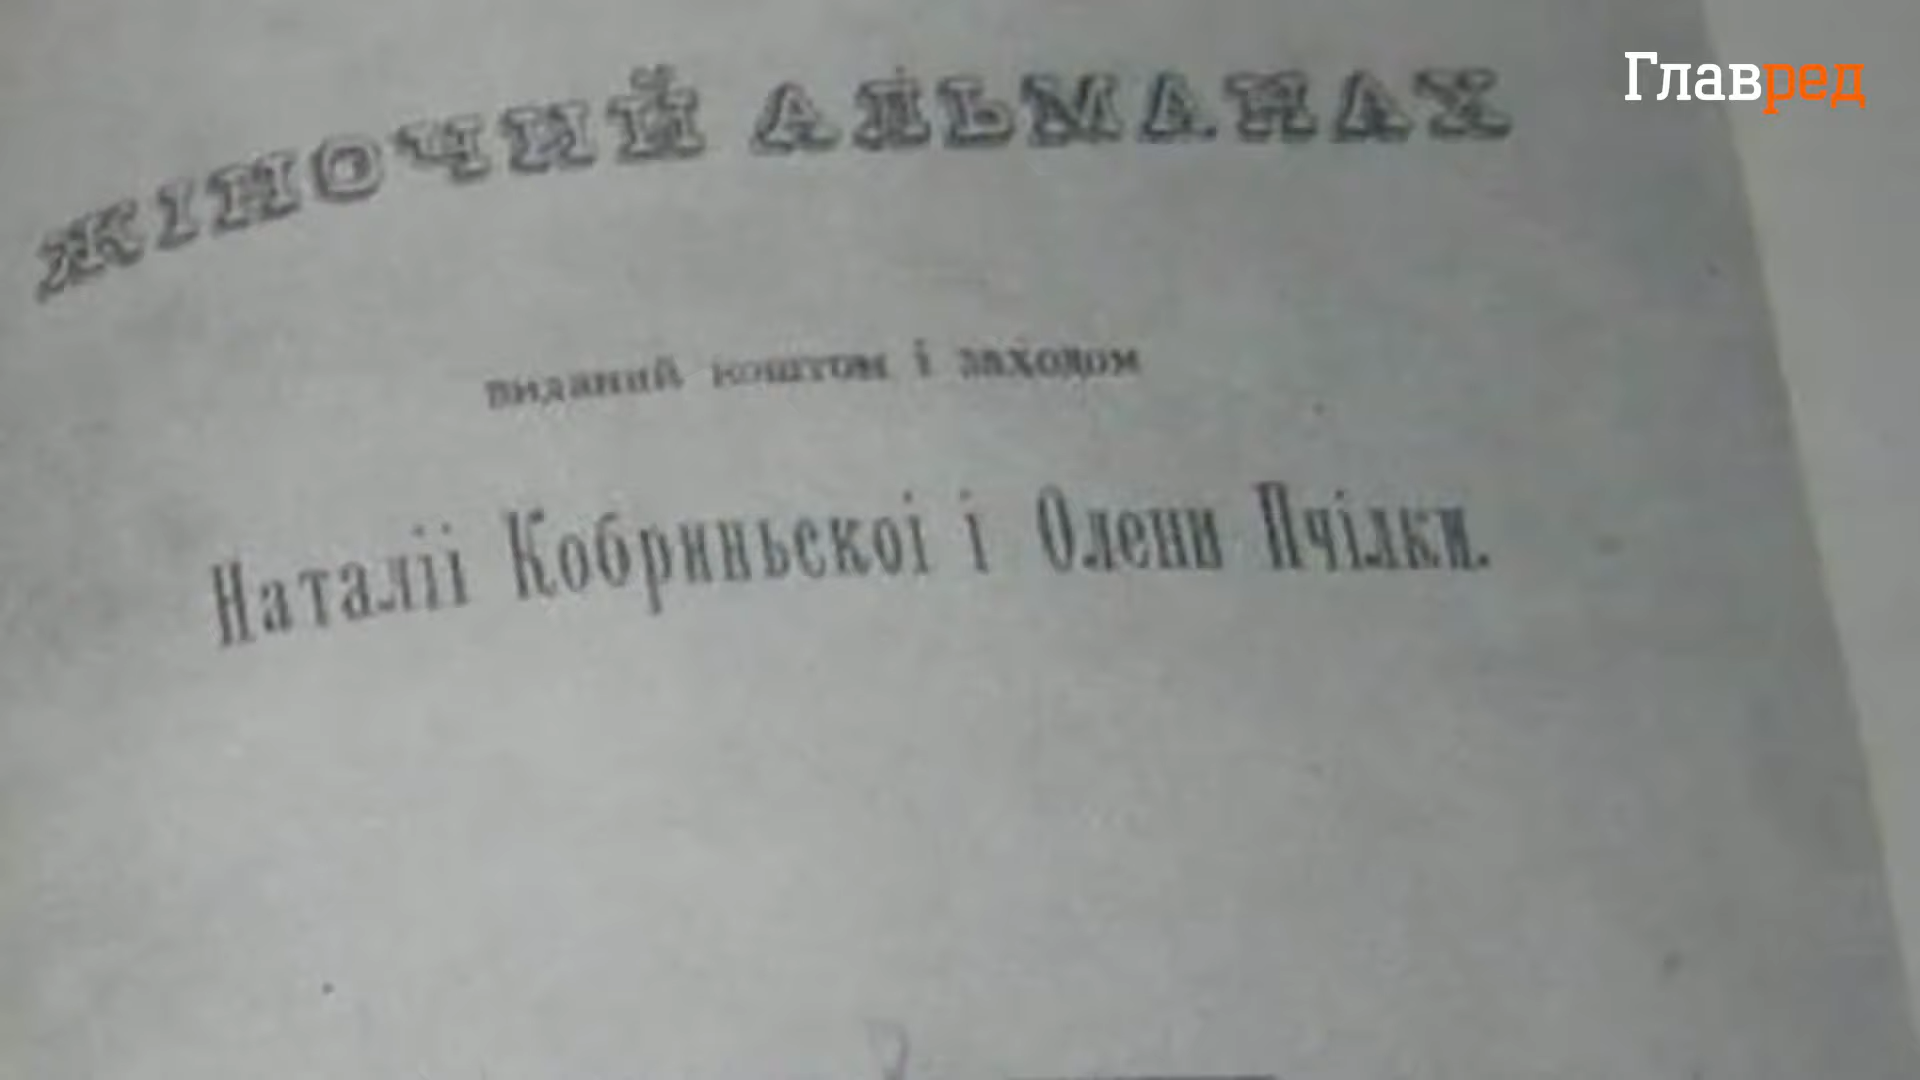 Главред
ЖІНОЧИЙ АЛЬМАНАХ
виданий коштом і заходом
Наталії Кобриньскої і Олени Пчілки.